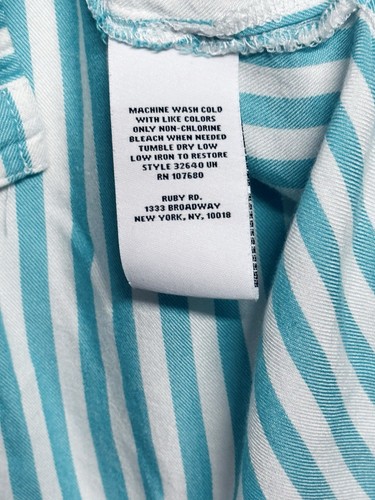 MACHINE WASH COLD
WITH LIKE COLORS
ONLY NON-CHLORINE
BLEACH WHEN NEEDED
TUMBLE DRY LOW
LOW IRON TO RESTORE
STYLE 32640 UH
RN 107680
RUBY RD.
1333 BROADWAY
NEW YORK, NY, 10018